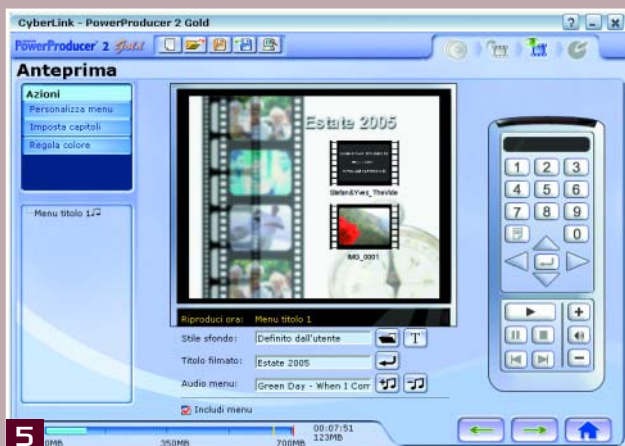 CyberLink - PowerProducer 2 Gold
PowerProducer 2 Gold
Anteprima
Azioni
Personalizza menu
Imposta capitoli
Regola colore
Menu titolo 1
Estate 2005
Stefan&Yves_TheVide
IMG_0001
Riproduci ora: Menu titolo 1
Stile sfondo: Definito dall'utente
T
Titolo filmato: Estate 2005
Audio menu: Green Day - When I Com
Includi menu
1 2 3
4 5 6
7 8 9
0
5
0MB 350MB 700MB
00:07:51
123MB